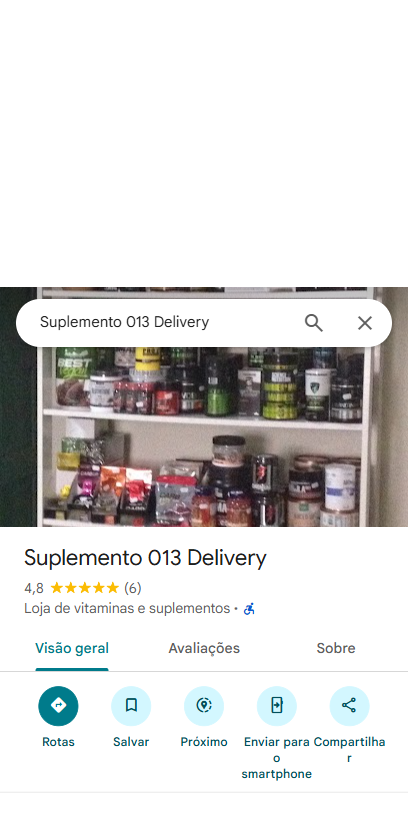 Suplemento 013 Delivery
BEST
Suplemento 013 Delivery
4,8 (6)
Loja de vitaminas e suplementos •
Visão geral Avaliações Sobre
Rotas Salvar Próximo Enviar para o smartphone Compartilhar